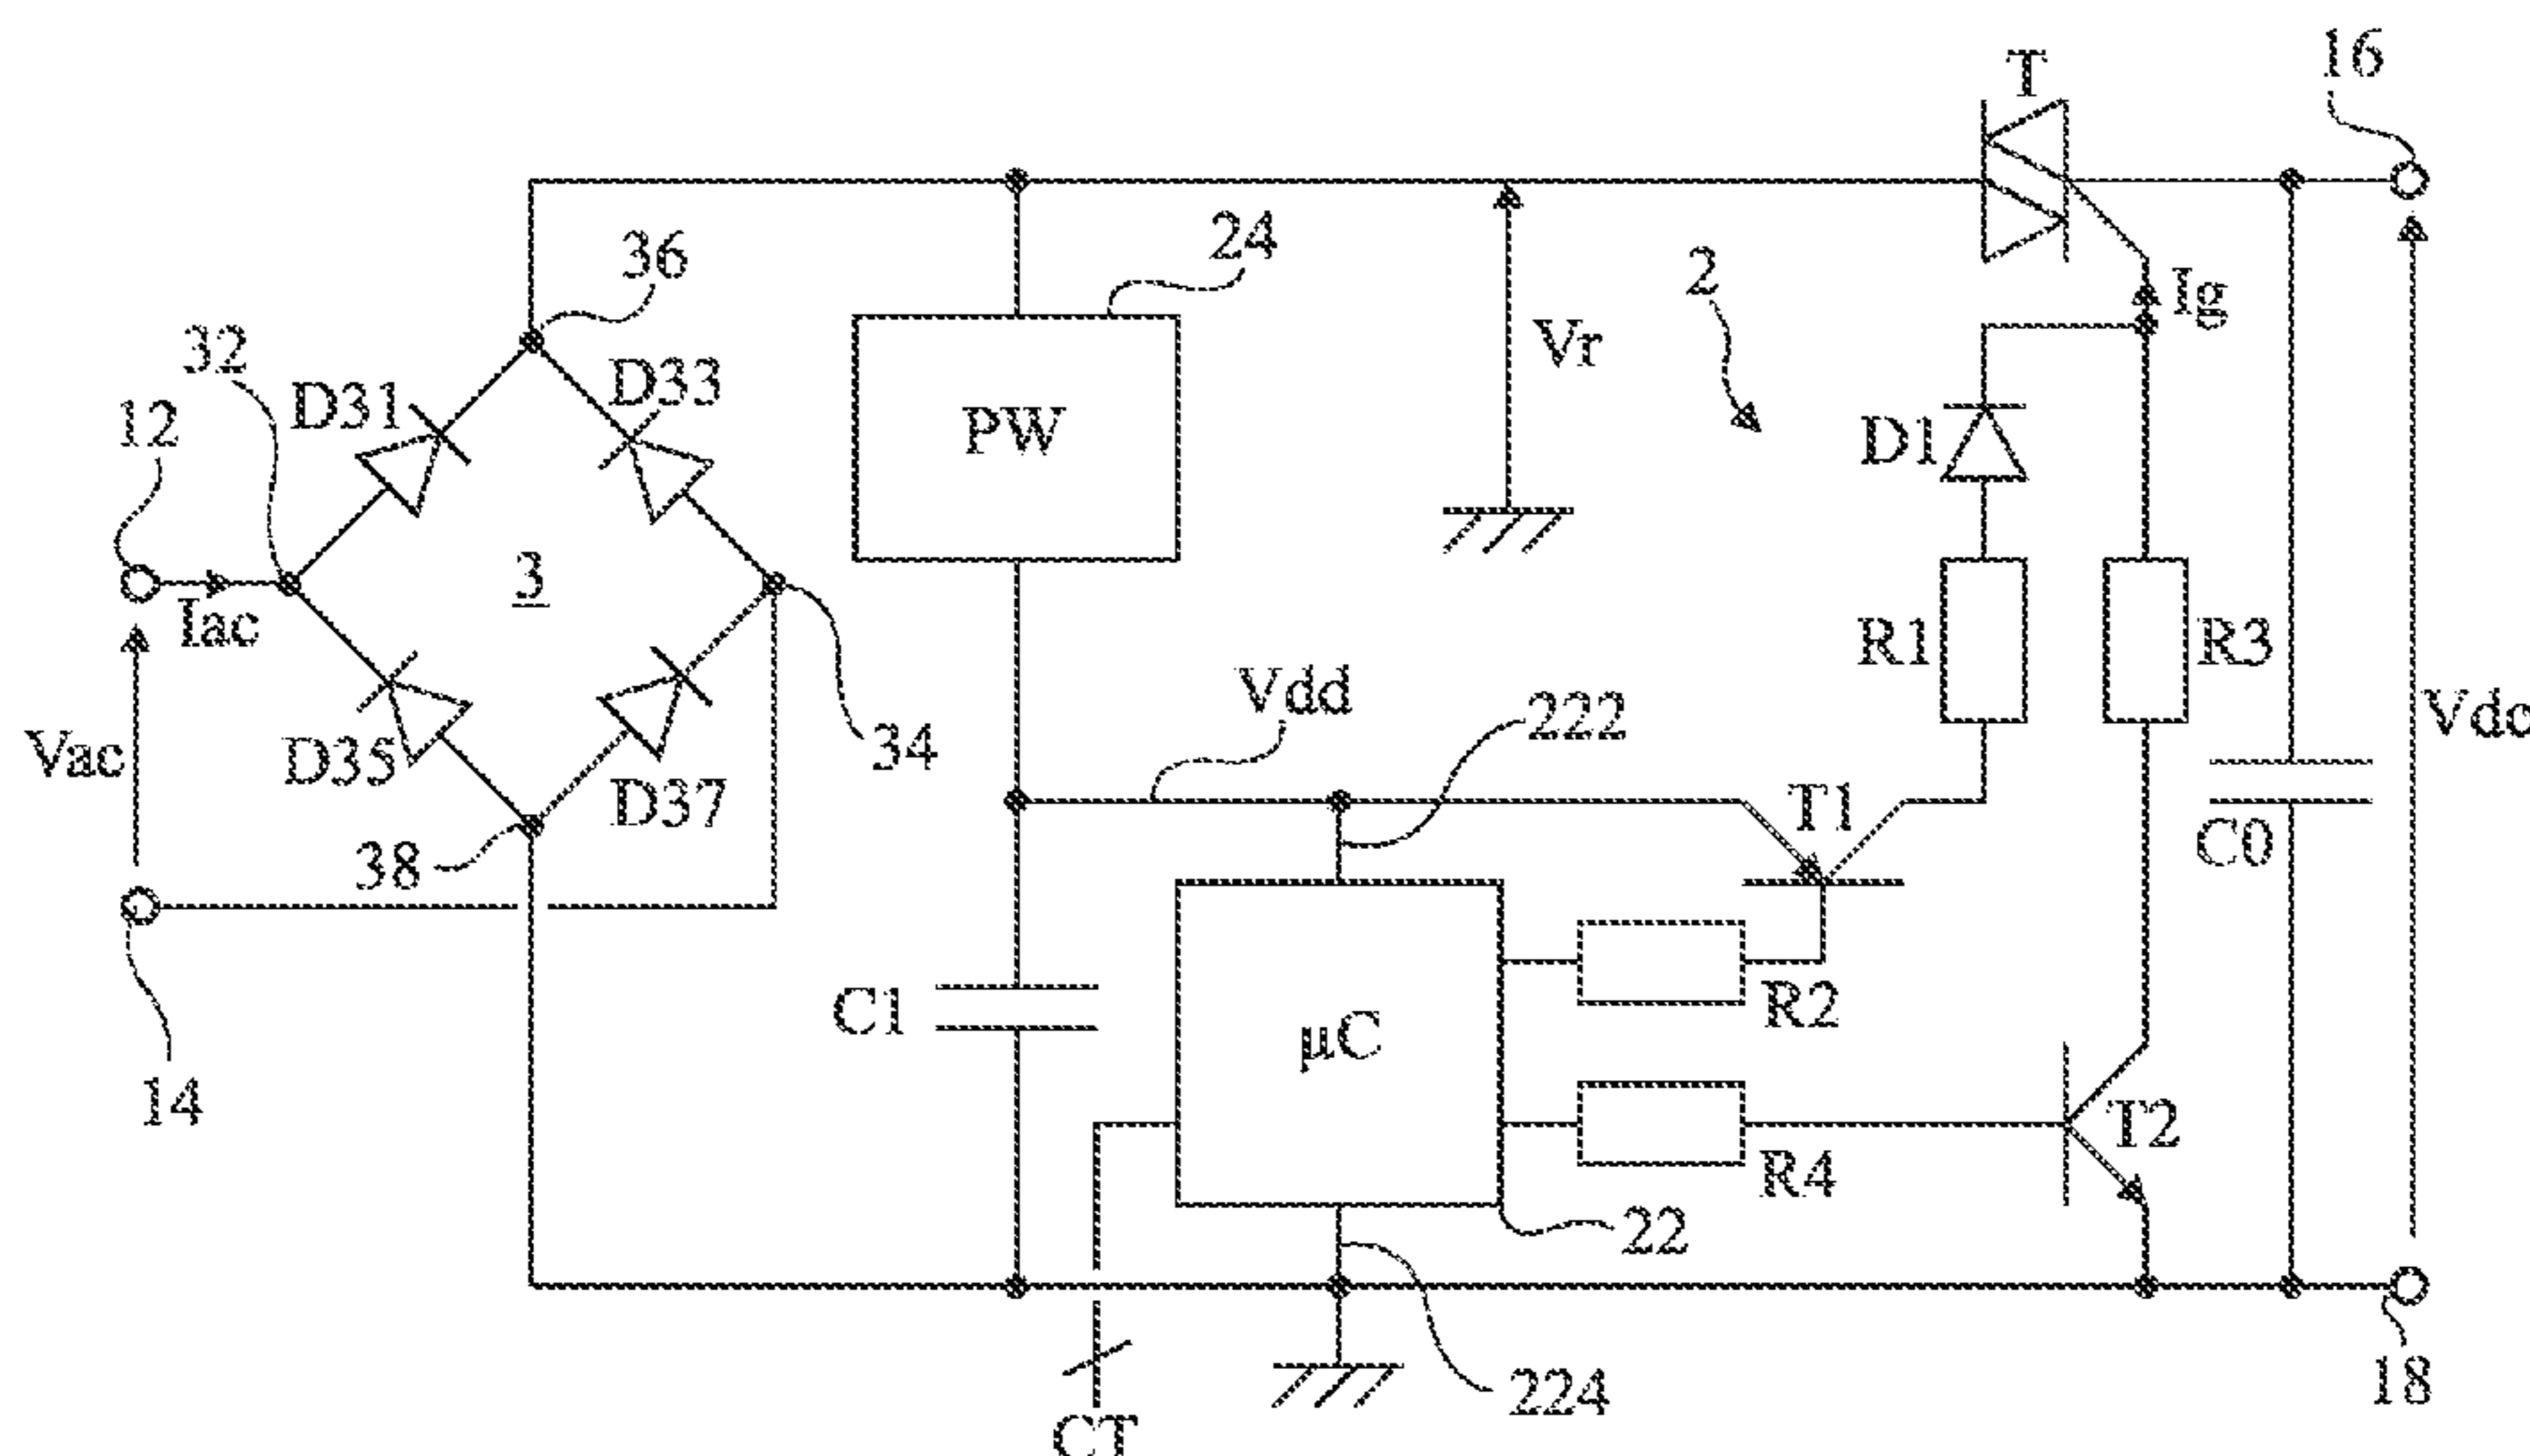 T
16
36
24
2
Ig
32
D31
D33
Vr
12
PW
D1
3
Iac
R1
R3
Vdd
222
Vac
D35
34
Vdc
D37
T1
38
C0
C1
µC
R2
14
R4
T2
22
224
18
CT